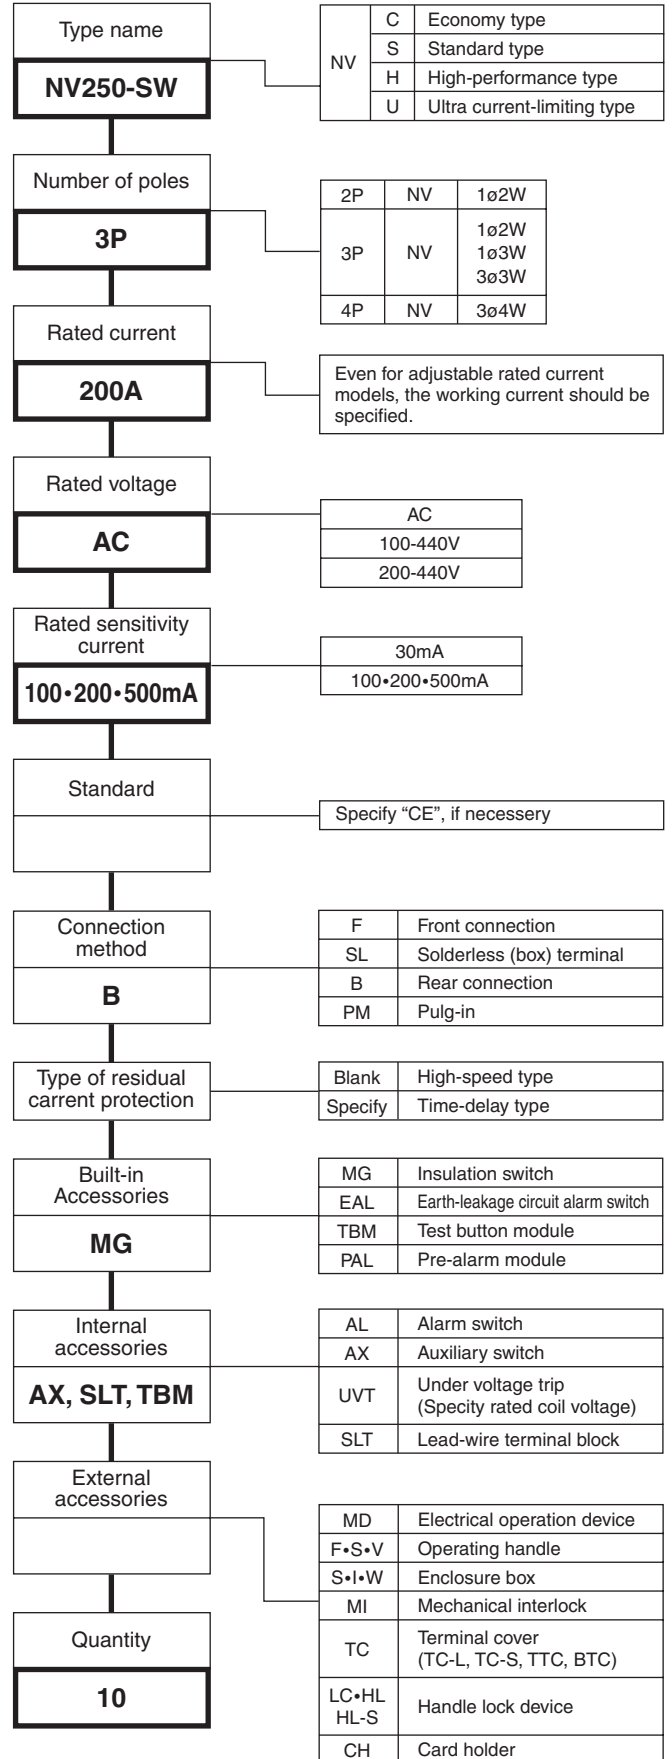 Type name
NV250-SW
NV
C Economy type
S Standard type
H High-performance type
U Ultra current-limiting type
Number of poles
3P
2P NV 1ø2W
3P NV 1ø2W
1ø3W
3ø3W
4P NV 3ø4W
Rated current
200A
Even for adjustable rated current
models, the working current should be
specified.
Rated voltage
AC
AC
100-440V
200-440V
Rated sensitivity
current
100•200•500mA
30mA
100•200•500mA
Standard
Specify “CE”, if necessery
Connection
method
B
F Front connection
SL Solderless (box) terminal
B Rear connection
PM Pulg-in
Type of residual
carrent protection
Blank High-speed type
Specify Time-delay type
Built-in
Accessories
MG
MG Insulation switch
EAL Earth-leakage circuit alarm switch
TBM Test button module
PAL Pre-alarm module
Internal
accessories
AX, SLT, TBM
AL Alarm switch
AX Auxiliary switch
UVT Under voltage trip
(Specity rated coil voltage)
SLT Lead-wire terminal block
External
accessories
MD Electrical operation device
F•S•V Operating handle
S•I•W Enclosure box
MI Mechanical interlock
TC Terminal cover
(TC-L, TC-S, TTC, BTC)
LC•HL
HL-S Handle lock device
CH Card holder
Quantity
10